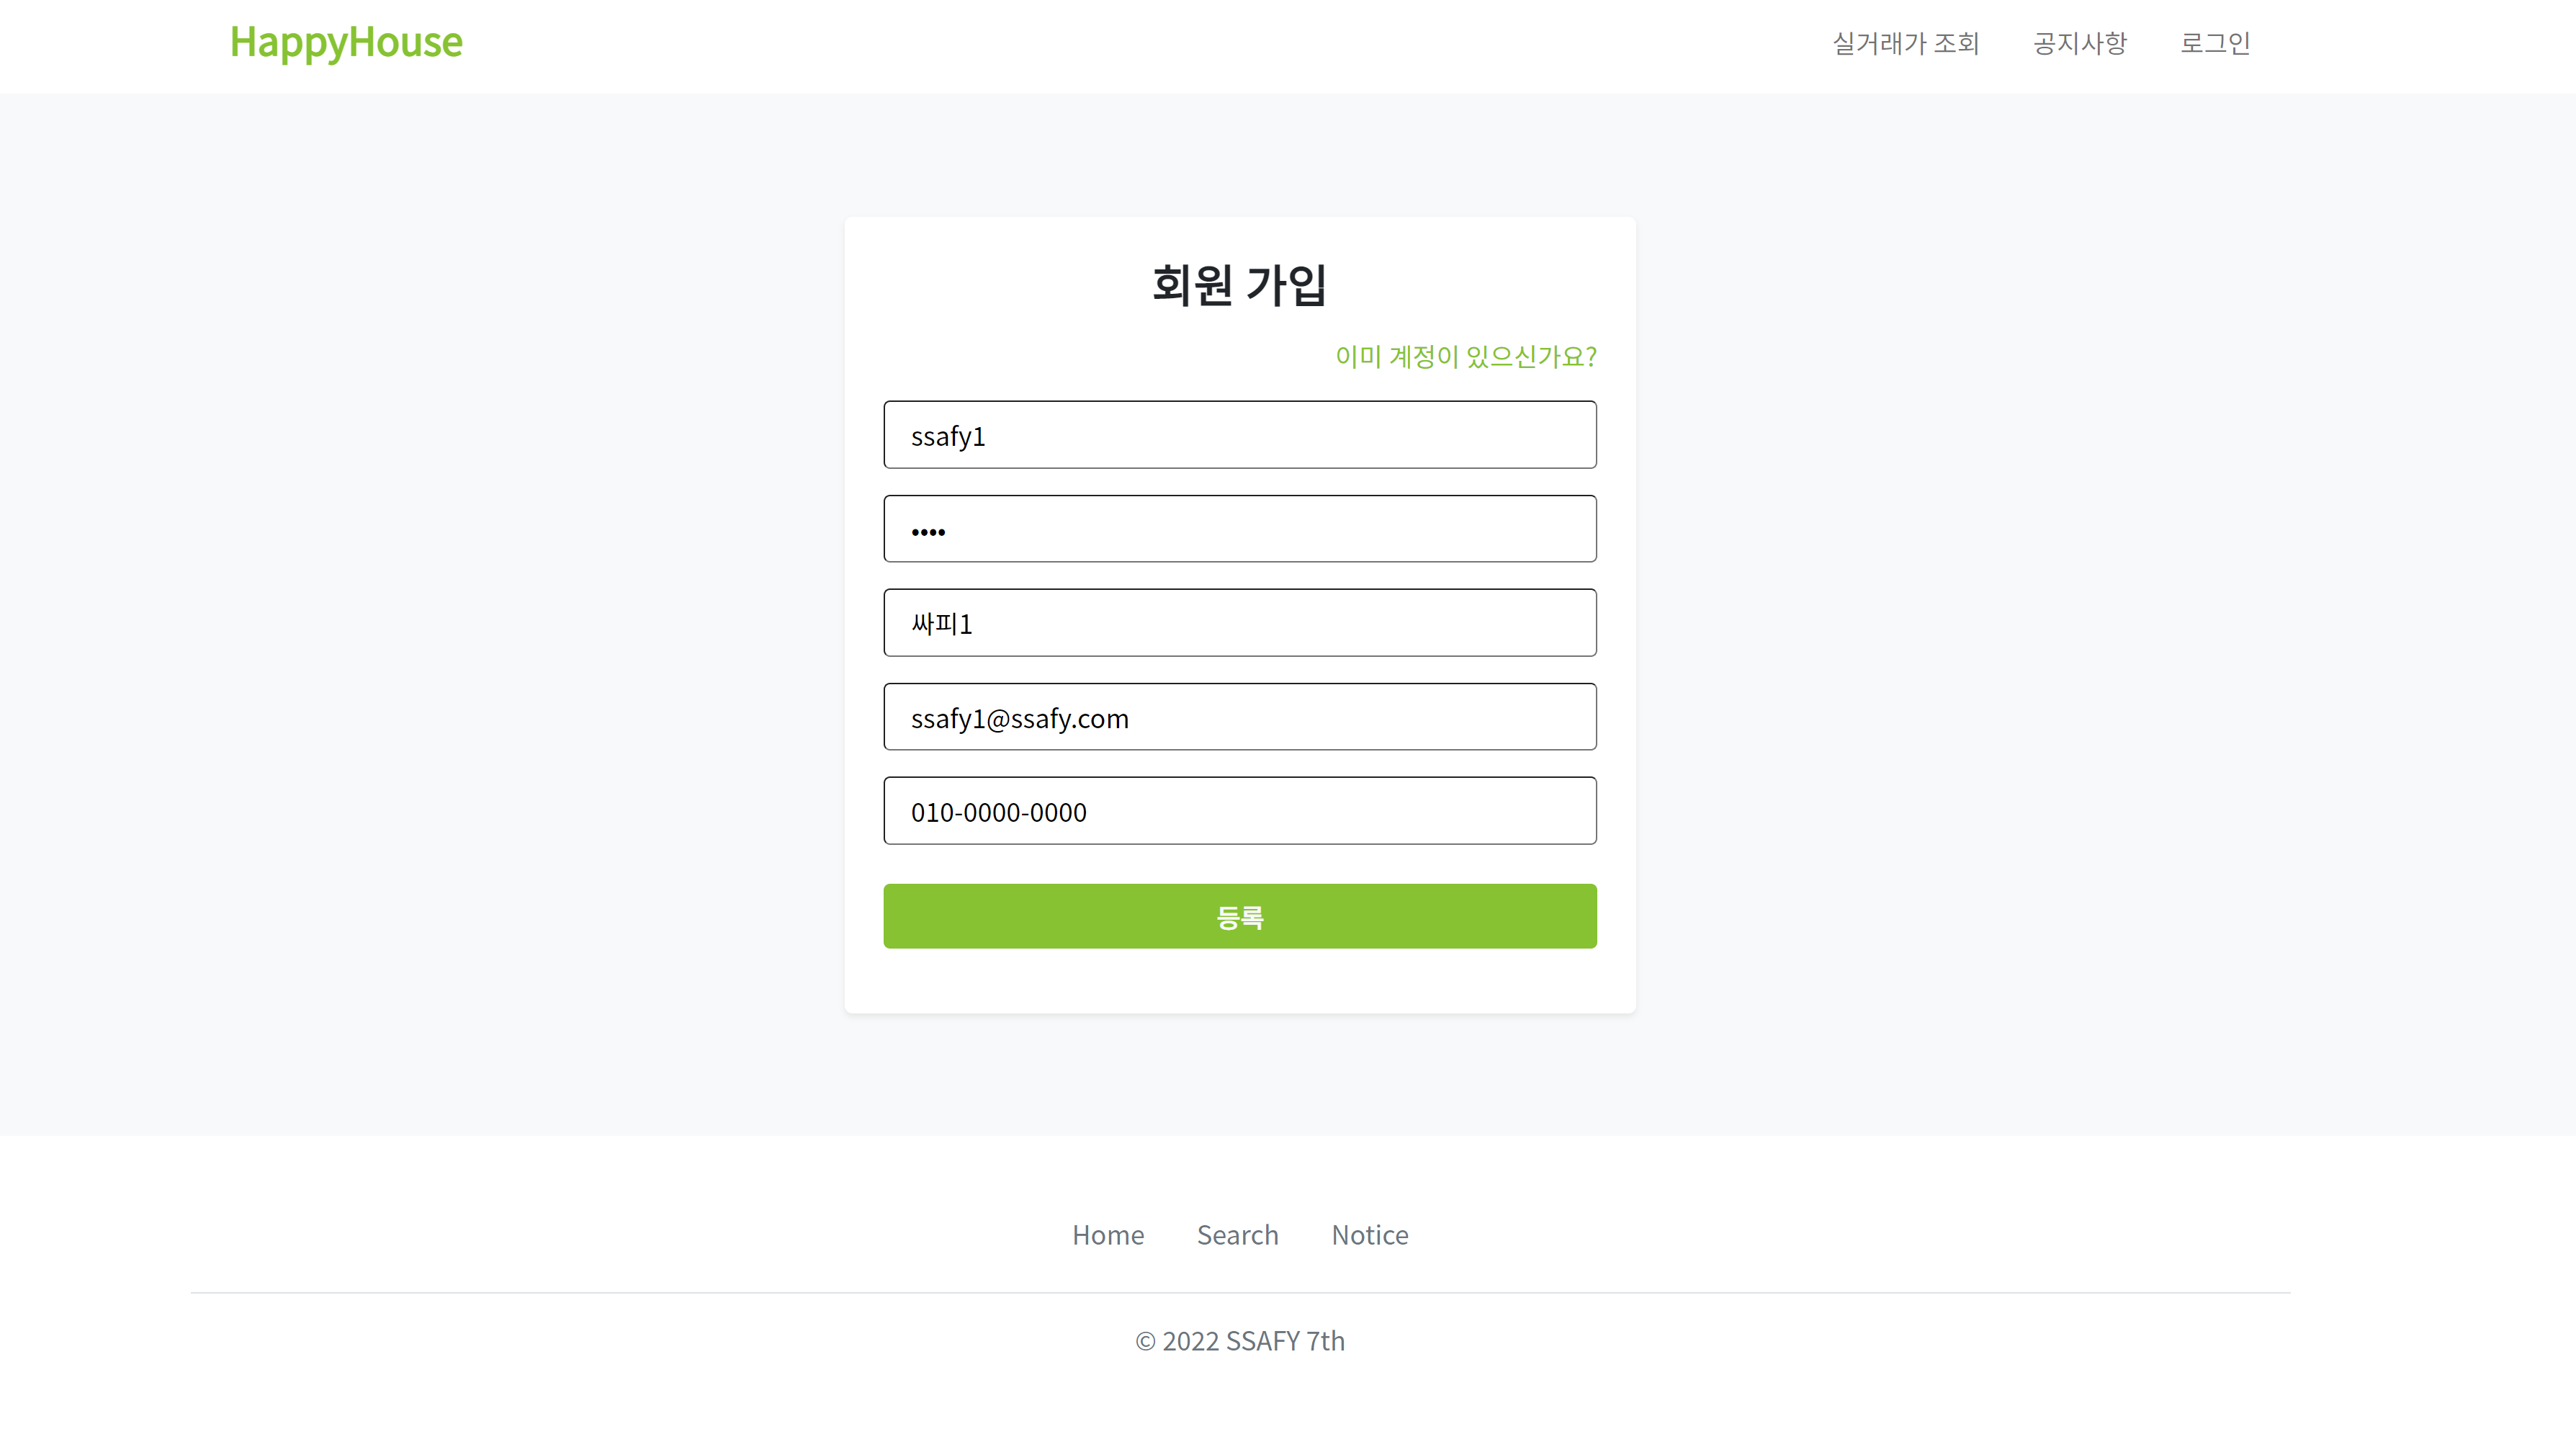 HappyHouse 실거래가 조회 공지사항 로그인
회원 가입
이미 계정이 있으신가요?
ssafy1
••••
싸피1
ssafy1@ssafy.com
010-0000-0000
등록
Home Search Notice
© 2022 SSAFY 7th